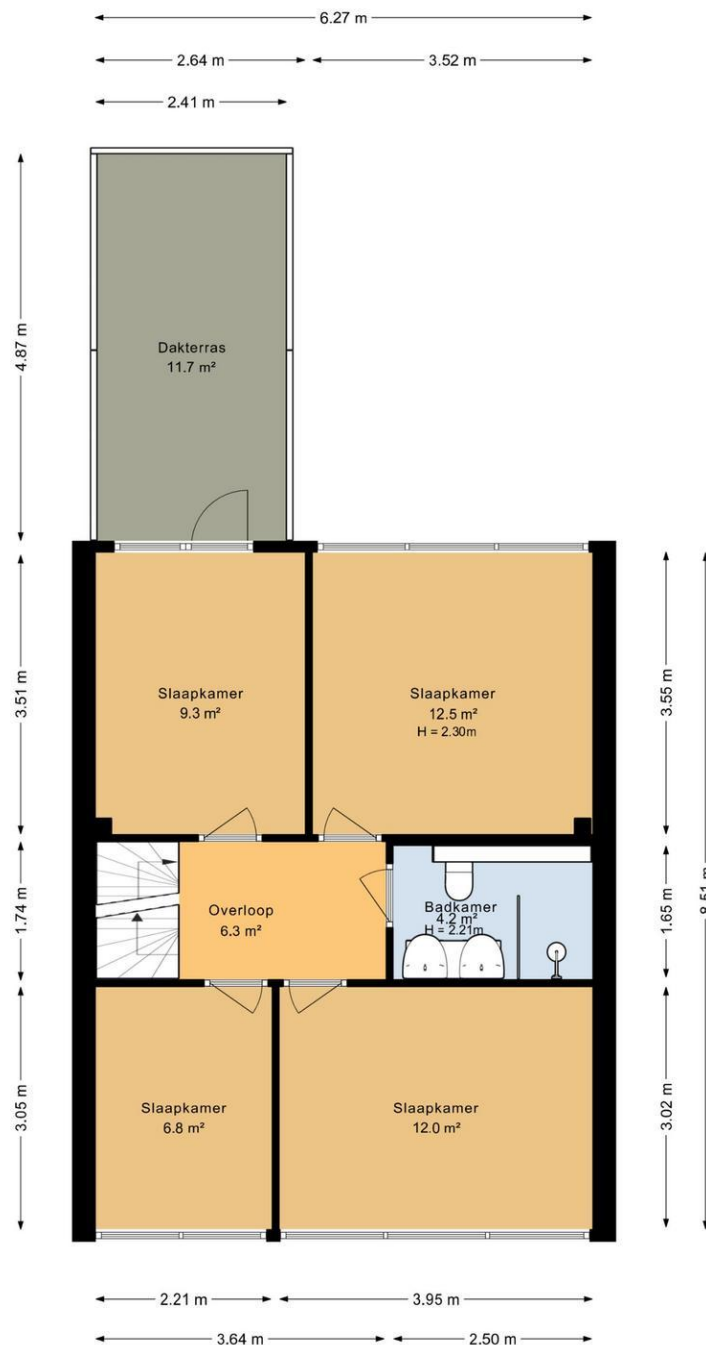 6.27 m
2.64 m
3.52 m
2.41 m
4.87 m
Dakterras
11.7 m²
3.51 m
Slaapkamer
9.3 m²
Slaapkamer
12.5 m²
H = 2.30m
3.55 m
8.51 m
1.74 m
Overloop
6.3 m²
Badkamer
4.2 m²
H = 2.21m
1.65 m
3.05 m
Slaapkamer
6.8 m²
Slaapkamer
12.0 m²
3.02 m
2.21 m
3.95 m
3.64 m
2.50 m